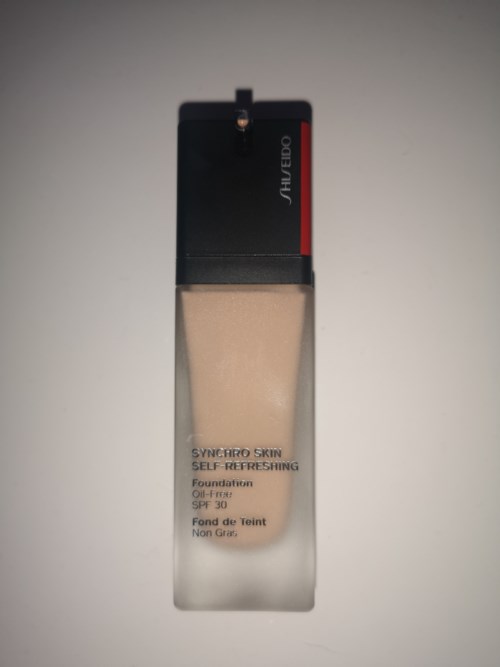 SHISEIDO
SYNCHRO SKIN
SELF-REFRESHING
Foundation
Oil-Free
SPF 30
Fond de Teint
Non Gras